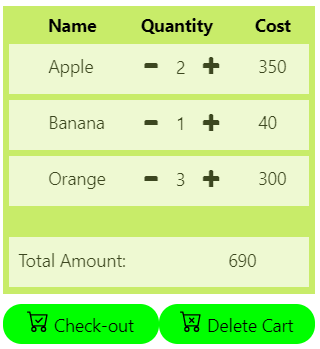 Name Quantity Cost
Apple - 2 + 350
Banana - 1 + 40
Orange - 3 + 300
Total Amount: 690
Check-out Delete Cart